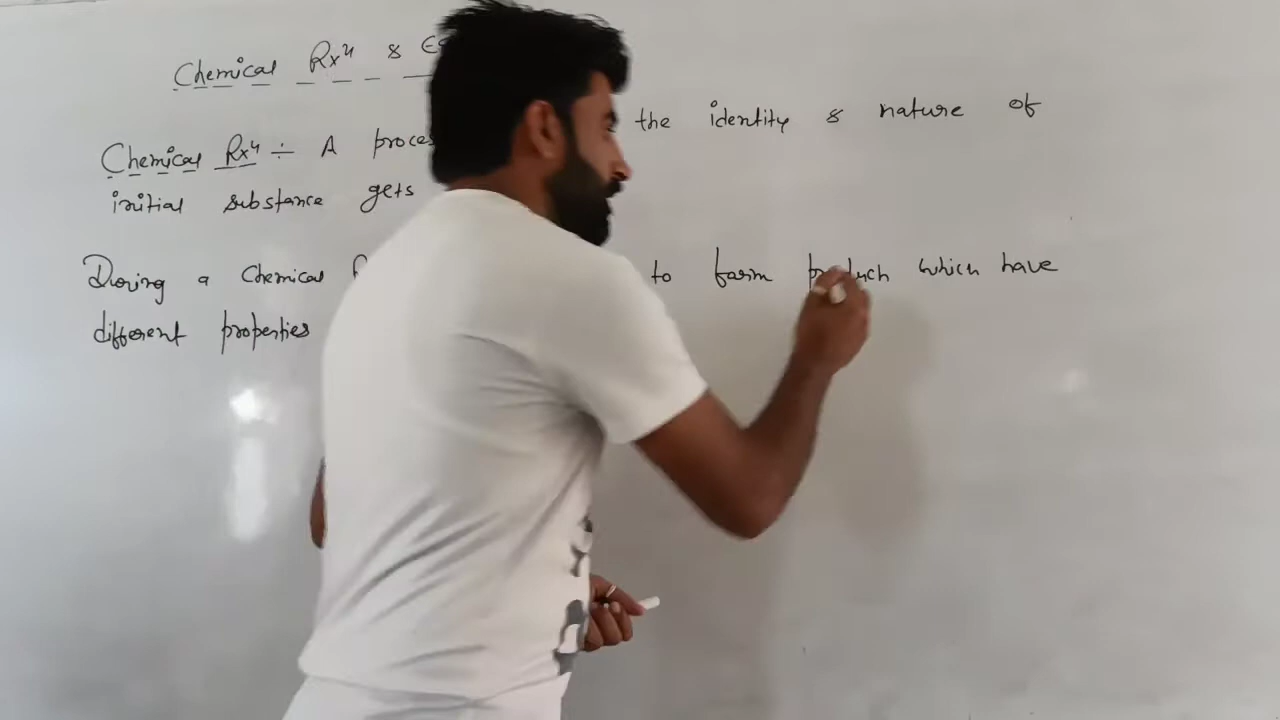 Chemical Rxⁿ &
Chemical Rxⁿ ÷ A proces the identity & nature of
initial substance gets
During a chemical to form which have
different properties